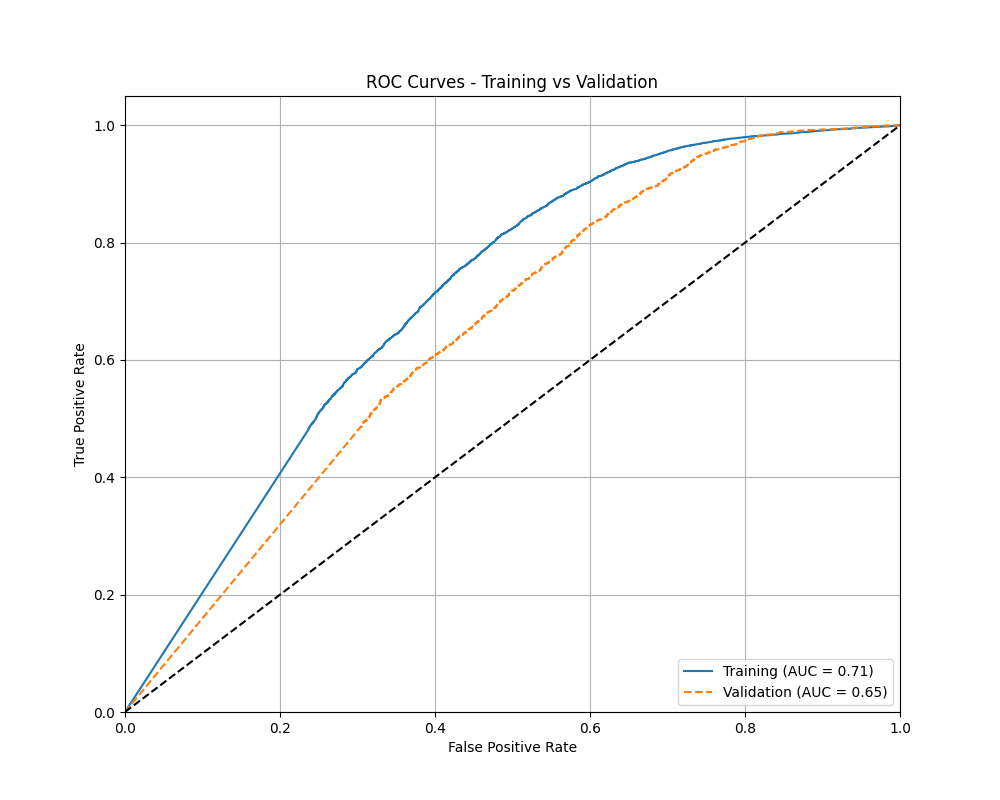 ROC Curves - Training vs Validation
1.0
0.8
0.6
0.4
0.2
0.0
True Positive Rate
0.0 0.2 0.4 0.6 0.8 1.0
False Positive Rate
Training (AUC = 0.71)
Validation (AUC = 0.65)